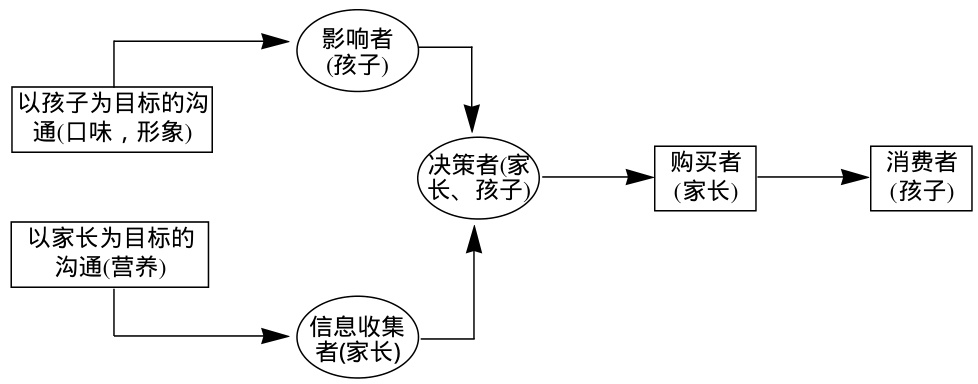 影响者
(孩子)
以孩子为目标的沟
通(口味，形象)
决策者(家
长、孩子)
购买者
(家长)
消费者
(孩子)
以家长为目标的
沟通(营养)
信息收集
者(家长)